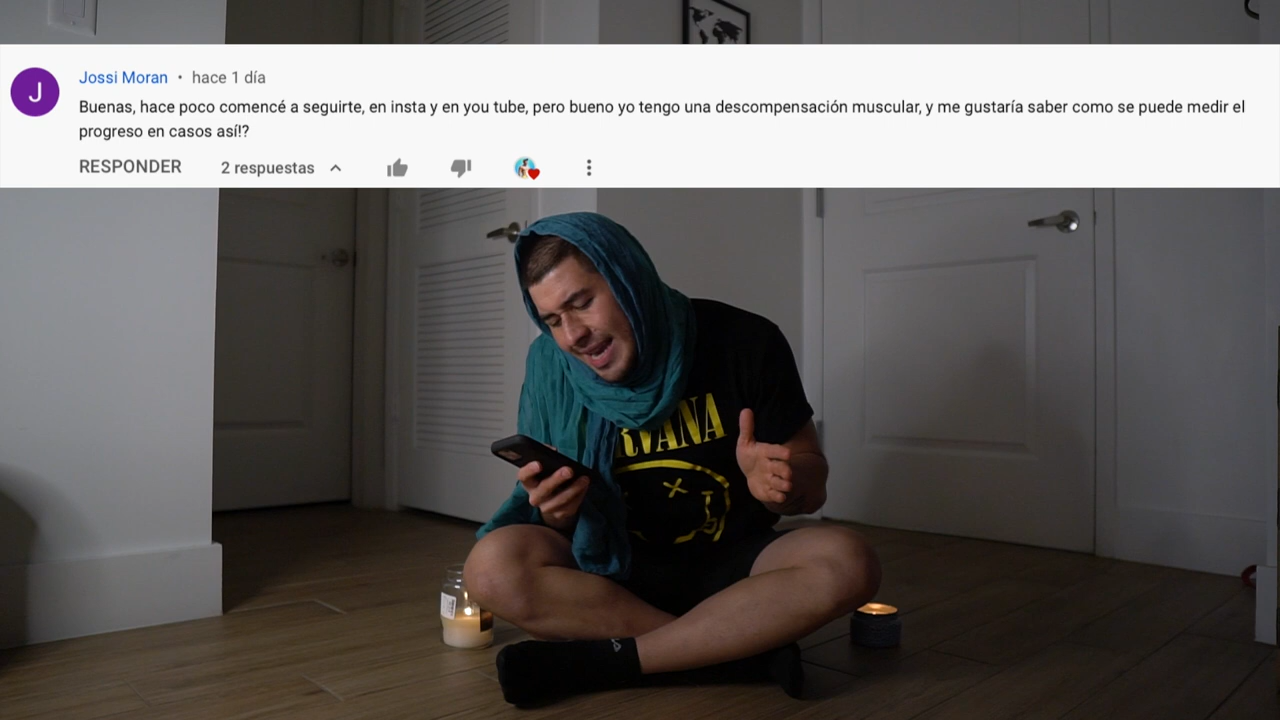 J
Jossi Moran • hace 1 día
Buenas, hace poco comencé a seguirte, en insta y en you tube, pero bueno yo tengo una descompensación muscular, y me gustaría saber como se puede medir el
progreso en casos así!?
RESPONDER 2 respuestas
RVANA